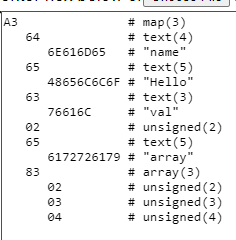 A3 # map(3)
64 # text(4)
6E616D65 # "name"
65 # text(5)
48656C6C6F # "Hello"
63 # text(3)
76616C # "val"
02 # unsigned(2)
65 # text(5)
6172726179 # "array"
83 # array(3)
02 # unsigned(2)
03 # unsigned(3)
04 # unsigned(4)